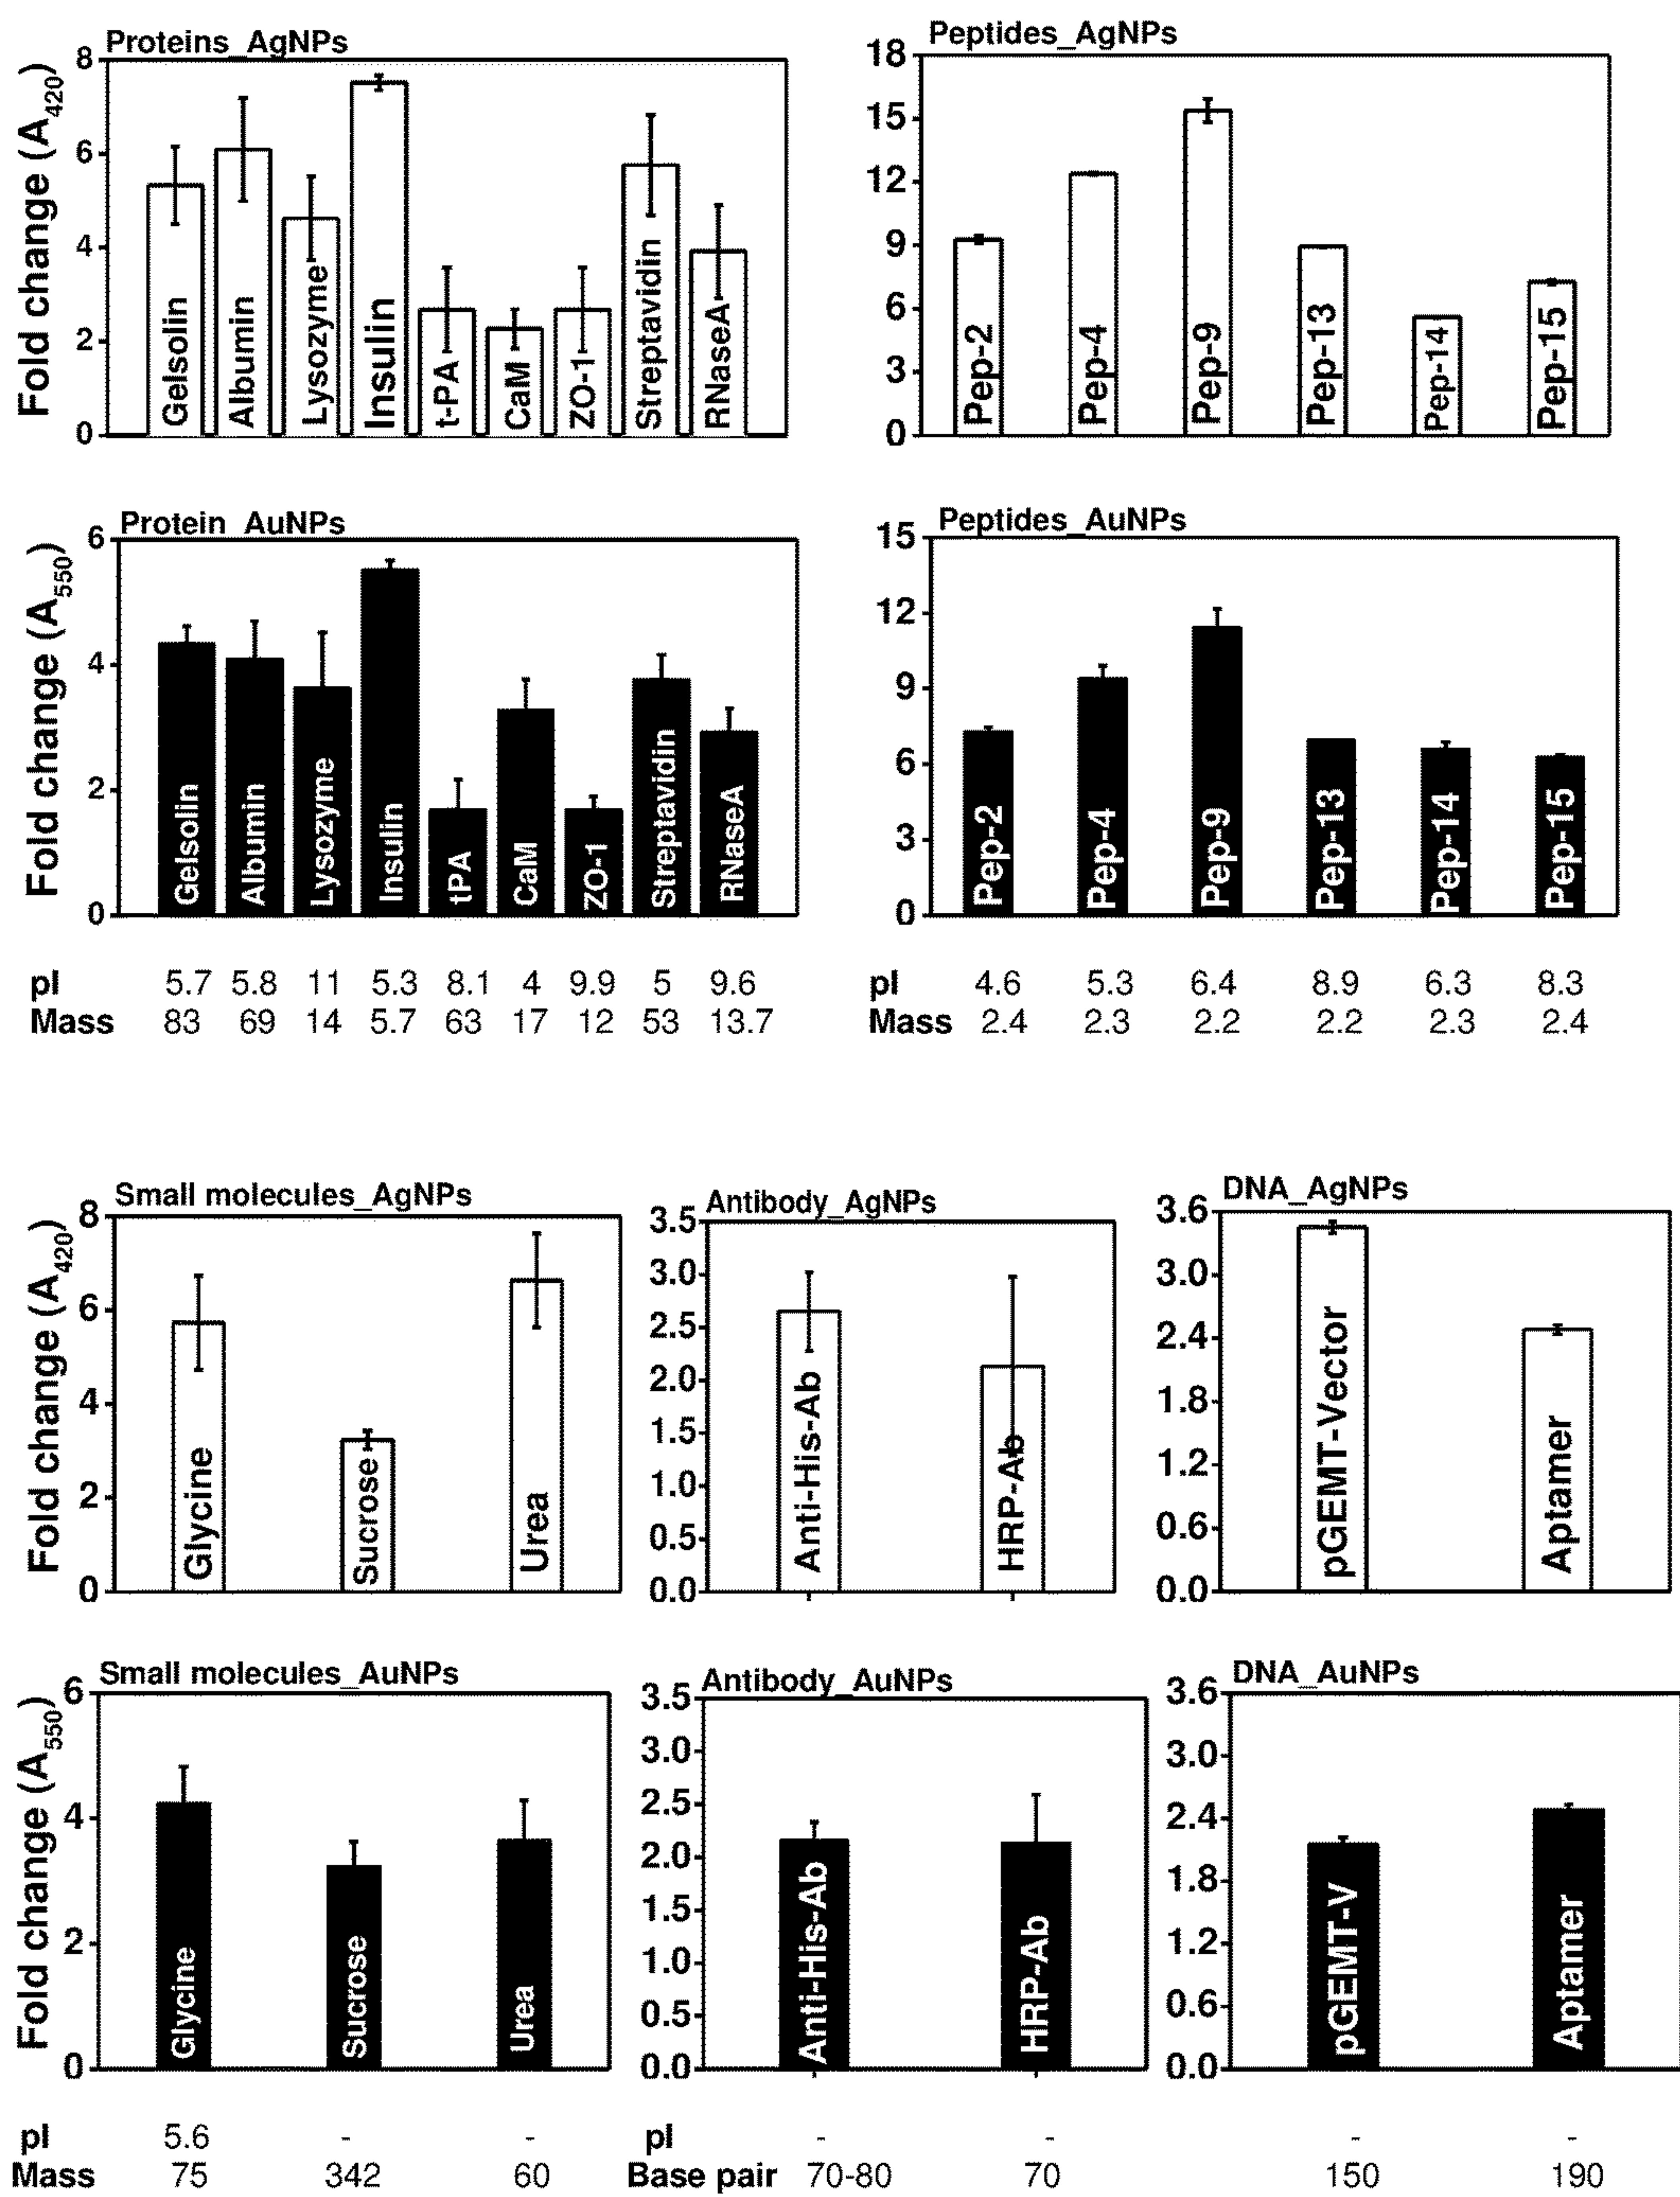 Proteins_AgNPs
Fold change (A420)
8
6
4
2
0
Gelsolin
Albumin
Lysozyme
Insulin
t-PA
CaM
ZO-1
Streptavidin
RNaseA
Peptides_AgNPs
18
15
12
9
6
3
0
Pep-2
Pep-4
Pep-9
Pep-13
Pep-14
Pep-15
Protein_AuNPs
Fold change (A550)
6
4
2
0
Gelsolin
Albumin
Lysozyme
Insulin
tPA
CaM
ZO-1
Streptavidin
RNaseA
Peptides_AuNPs
15
12
9
6
3
0
Pep-2
Pep-4
Pep-9
Pep-13
Pep-14
Pep-15
pI 5.7 5.8 11 5.3 8.1 4 9.9 5 9.6
Mass 83 69 14 5.7 63 17 12 53 13.7
pI 4.6 5.3 6.4 8.9 6.3 8.3
Mass 2.4 2.3 2.2 2.2 2.3 2.4
Small molecules_AgNPs
Fold change (A420)
8
6
4
2
0
Glycine
Sucrose
Urea
Antibody_AgNPs
3.5
3.0
2.5
2.0
1.5
1.0
0.5
0.0
Anti-His-Ab
HRP-Ab
DNA_AgNPs
3.6
3.0
2.4
1.8
1.2
0.6
0.0
pGEMT-Vector
Aptamer
Small molecules_AuNPs
Fold change (A550)
6
4
2
0
Glycine
Sucrose
Urea
Antibody_AuNPs
3.5
3.0
2.5
2.0
1.5
1.0
0.5
0.0
Anti-His-Ab
HRP-Ab
DNA_AuNPs
3.6
3.0
2.4
1.8
1.2
0.6
0.0
pGEMT-V
Aptamer
pI 5.6 - -
Mass 75 342 60
pI - - - -
Base pair 70-80 70 150 190